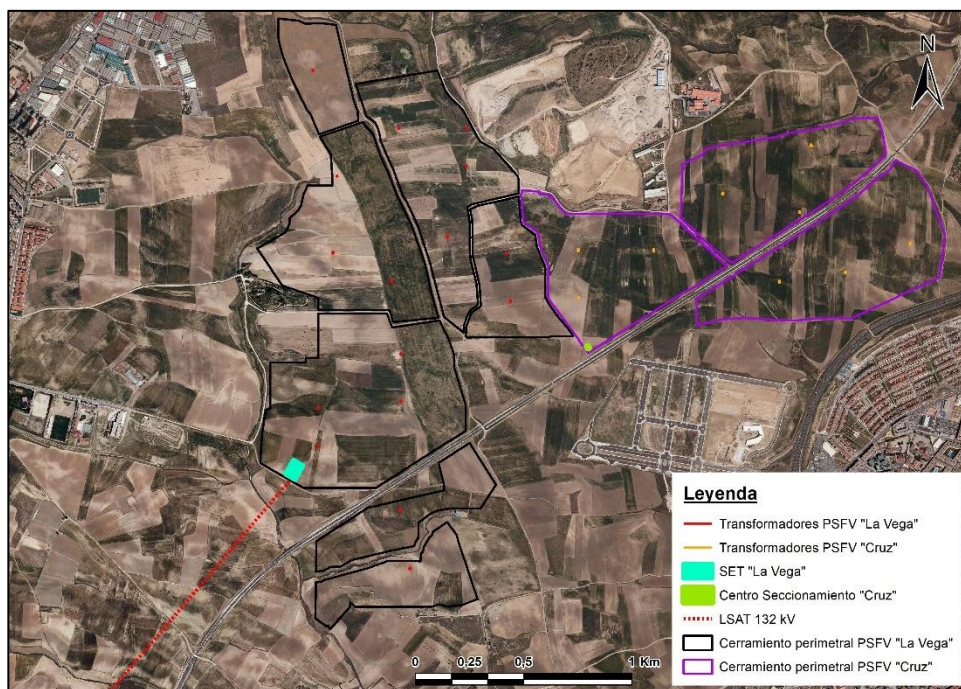 N
Leyenda
Transformadores PSFV "La Vega"
Transformadores PSFV "Cruz"
SET "La Vega"
Centro Seccionamiento "Cruz"
LSAT 132 kV
Cerramiento perimetral PSFV "La Vega"
Cerramiento perimetral PSFV "Cruz"
0 0,25 0,5 1 Km